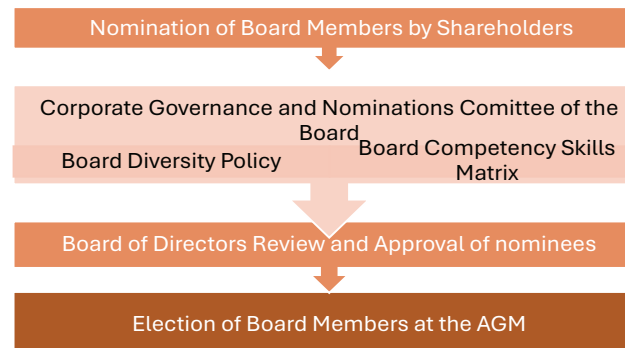 Nomination of Board Members by Shareholders
Corporate Governance and Nominations Comittee of the
Board
Board Diversity Policy
Board Competency Skills
Matrix
Board of Directors Review and Approval of nominees
Election of Board Members at the AGM